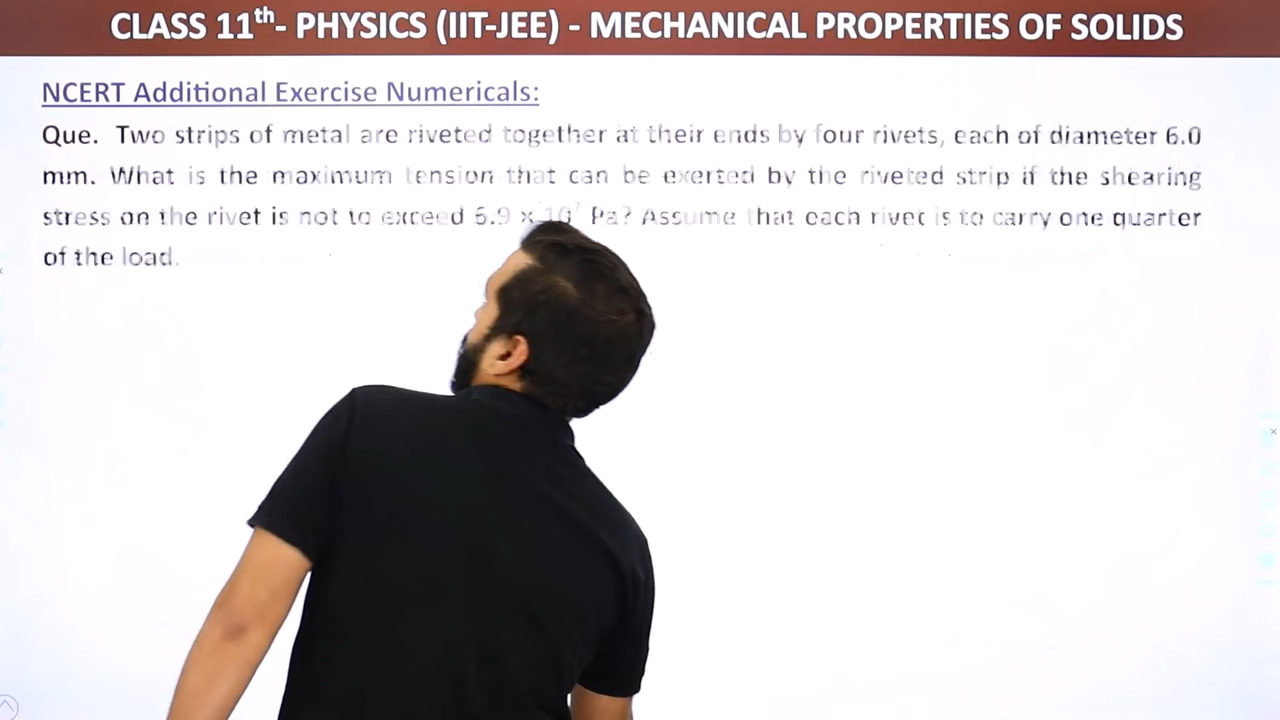 CLASS 11th- PHYSICS (IIT-JEE) - MECHANICAL PROPERTIES OF SOLIDS
NCERT Additional Exercise Numericals:
Que. Two strips of metal are riveted together at their ends by four rivets, each of diameter 6.0
mm. What is the maximum tension that can be exerted by the riveted strip if the shearing
stress on the rivet is not to exceed 6.9 × 10⁷ Pa? Assume that each rivet is to carry one quarter
of the load.